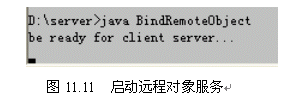 D:\server>java BindRemoteObject
be ready for client server...
图 11.11 启动远程对象服务